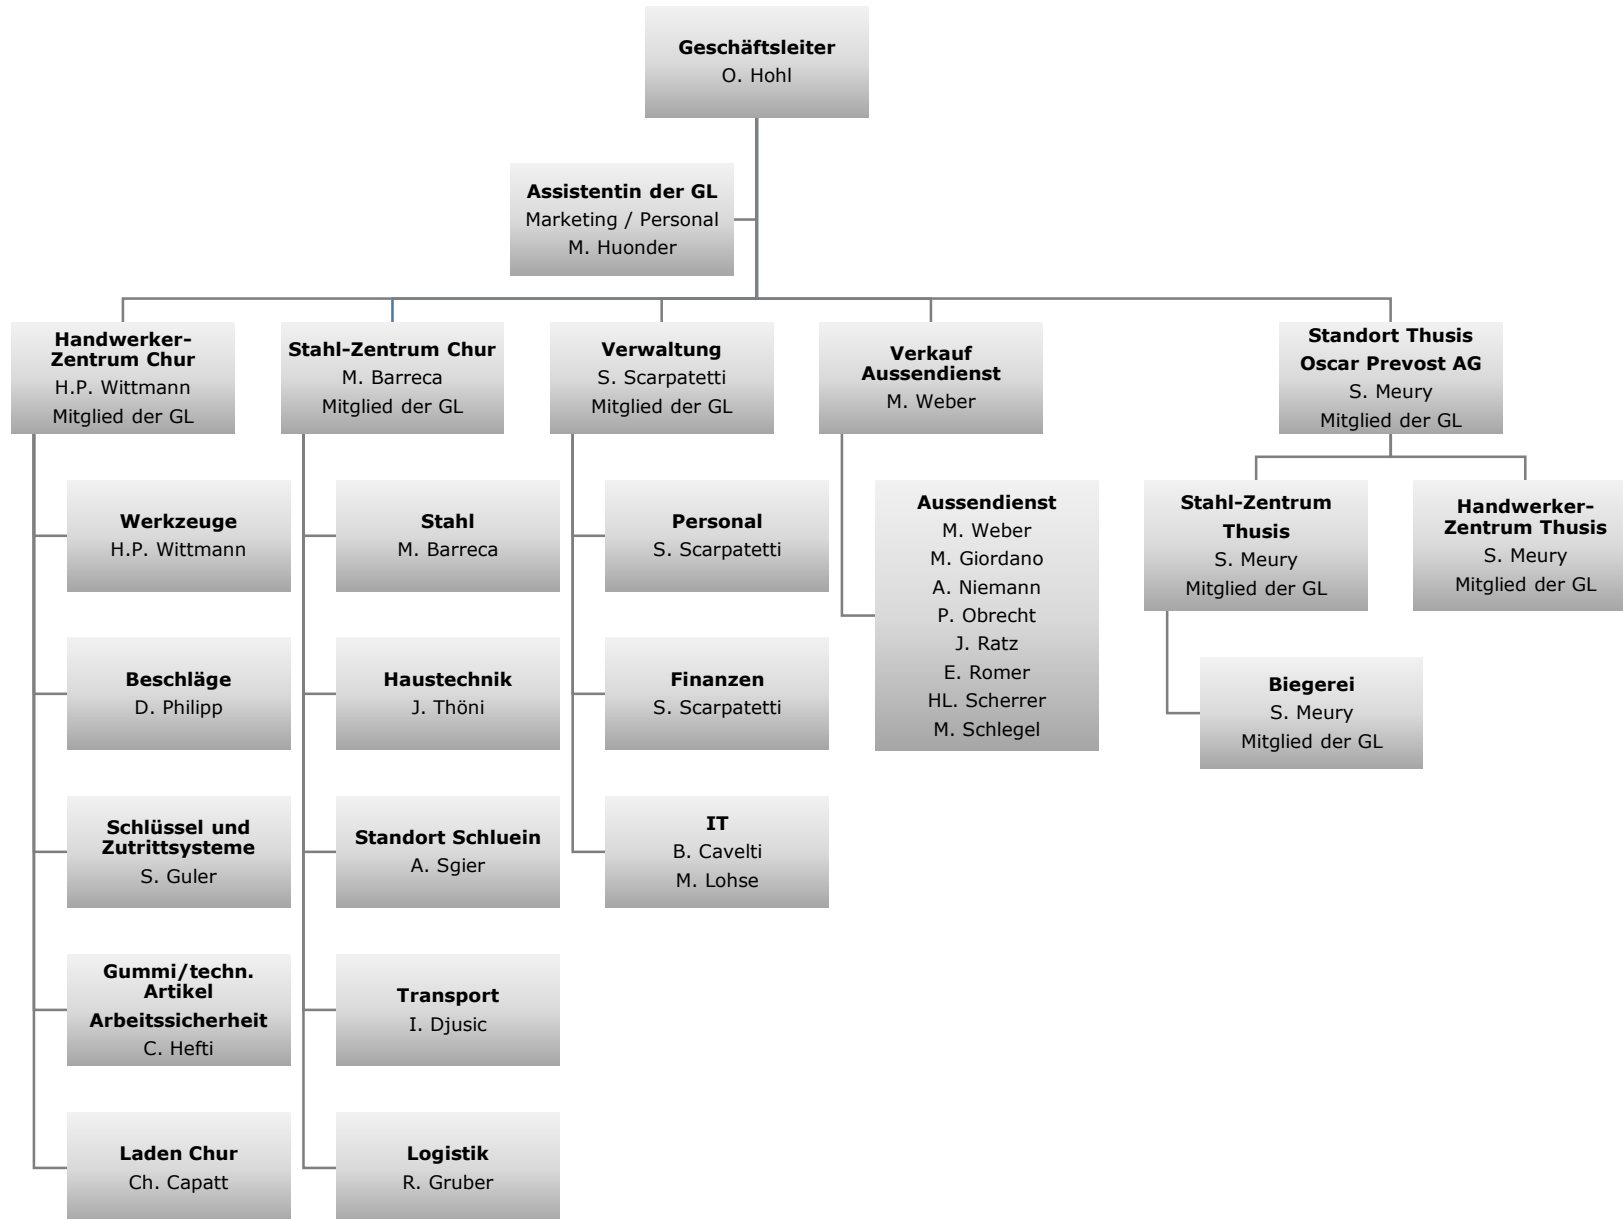 Geschäftsleiter
O. Hohl
Assistentin der GL
Marketing / Personal
M. Huonder
Handwerker-
Zentrum Chur
H.P. Wittmann
Mitglied der GL
Werkzeuge
H.P. Wittmann
Beschläge
D. Philipp
Schlüssel und
Zutrittsysteme
S. Guler
Gummi/techn.
Artikel
Arbeitssicherheit
C. Hefti
Laden Chur
Ch. Capatt
Stahl-Zentrum Chur
M. Barreca
Mitglied der GL
Stahl
M. Barreca
Haustechnik
J. Thöni
Standort Schluein
A. Sgier
Transport
I. Djusic
Logistik
R. Gruber
Verwaltung
S. Scarpatetti
Mitglied der GL
Personal
S. Scarpatetti
Finanzen
S. Scarpatetti
IT
B. Cavelti
M. Lohse
Verkauf
Aussendienst
M. Weber
Aussendienst
M. Weber
M. Giordano
A. Niemann
P. Obrecht
J. Ratz
E. Romer
HL. Scherrer
M. Schlegel
Standort Thusis
Oscar Prevost AG
S. Meury
Mitglied der GL
Stahl-Zentrum
Thusis
S. Meury
Mitglied der GL
Biegerei
S. Meury
Mitglied der GL
Handwerker-
Zentrum Thusis
S. Meury
Mitglied der GL